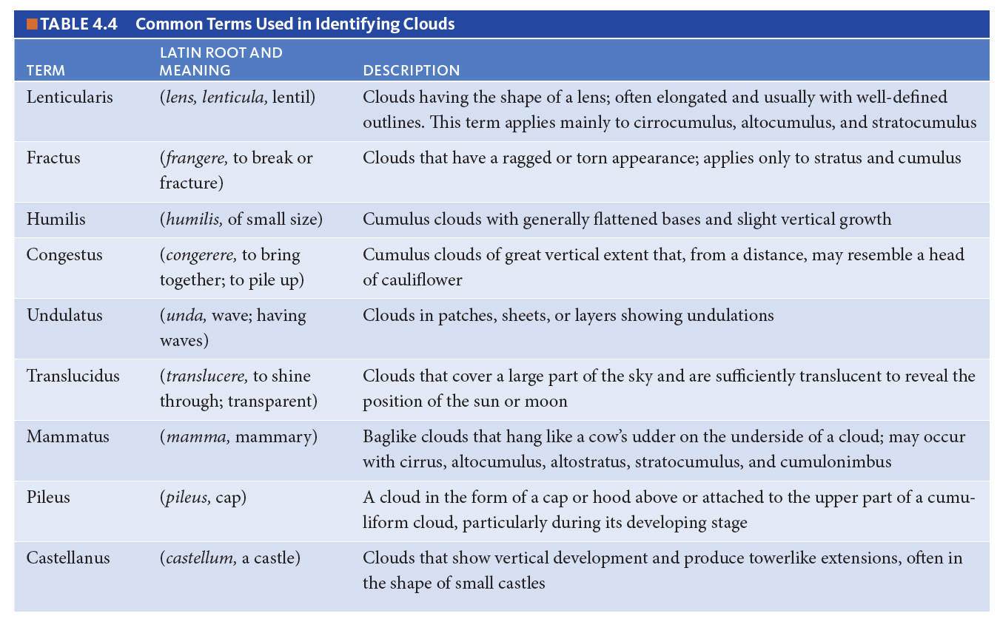 TABLE 4.4 Common Terms Used in Identifying Clouds
TERM
LATIN ROOT AND
MEANING
DESCRIPTION
Lenticularis
(lens, lenticula, lentil)
Clouds having the shape of a lens; often elongated and usually with well-defined
outlines. This term applies mainly to cirrocumulus, altocumulus, and stratocumulus
Fractus
(frangere, to break or
fracture)
Clouds that have a ragged or torn appearance; applies only to stratus and cumulus
Humilis
(humilis, of small size)
Cumulus clouds with generally flattened bases and slight vertical growth
Congestus
(congerere, to bring
together; to pile up)
Cumulus clouds of great vertical extent that, from a distance, may resemble a head
of cauliflower
Undulatus
(unda, wave; having
waves)
Clouds in patches, sheets, or layers showing undulations
Translucidus
(translucere, to shine
through; transparent)
Clouds that cover a large part of the sky and are sufficiently translucent to reveal the
position of the sun or moon
Mammatus
(mamma, mammary)
Baglike clouds that hang like a cow’s udder on the underside of a cloud; may occur
with cirrus, altocumulus, altostratus, stratocumulus, and cumulonimbus
Pileus
(pileus, cap)
A cloud in the form of a cap or hood above or attached to the upper part of a cumu-
liform cloud, particularly during its developing stage
Castellanus
(castellum, a castle)
Clouds that show vertical development and produce towerlike extensions, often in
the shape of small castles